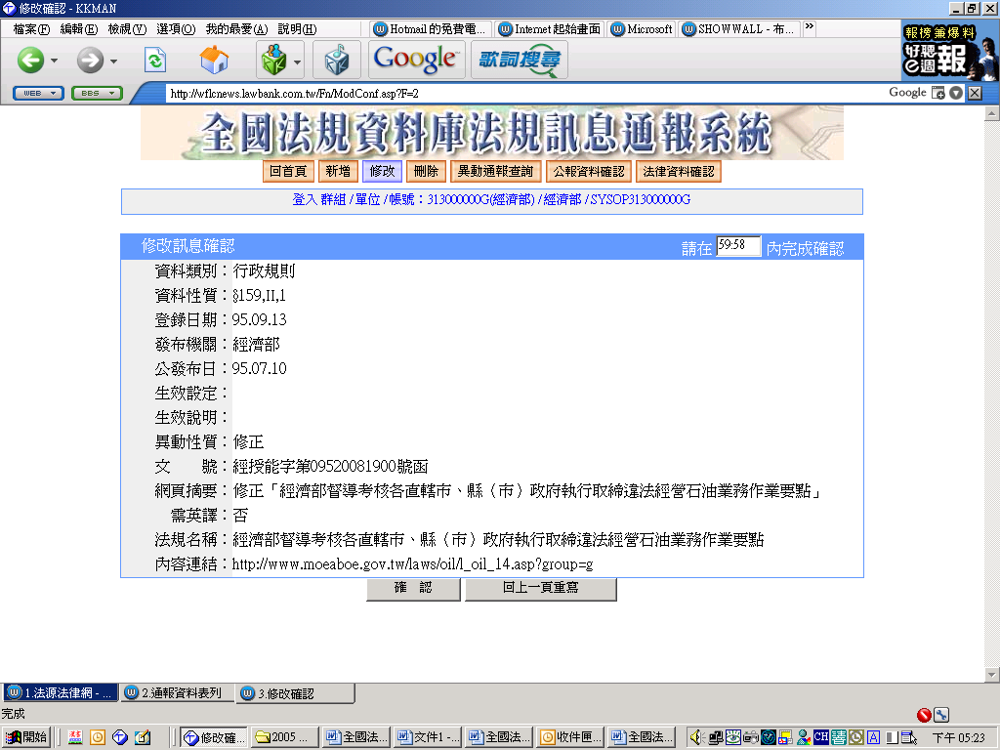 修改確認 - KKMAN
檔案(F) 編輯(E) 檢視(V) 選項(O) 我的最愛(A) 說明(H) Hotmail 的免費電... Internet 起始畫面 Microsoft SHOWWALL - 布... »
Google 歌詞搜尋
報榜兼爆料
好聽e週報
WEB BBS http://wflcnews.lawbank.com.tw/Fn/ModConf.asp?F=2 Google
全國法規資料庫法規訊息通報系統
回首頁 新增 修改 刪除 異動通報查詢 公報資料確認 法律資料確認
登入 群組 / 單位 / 帳號：313000000G(經濟部) / 經濟部 / SYSOP313000000G
修改訊息確認 請在 59:58 內完成確認
資料類別：行政規則
資料性質：§159,II,1
登錄日期：95.09.13
發布機關：經濟部
公發布日：95.07.10
生效設定：
生效說明：
異動性質：修正
文　　號：經授能字第09520081900號函
網頁摘要：修正「經濟部督導考核各直轄市、縣（市）政府執行取締違法經營石油業務作業要點」
需英譯：否
法規名稱：經濟部督導考核各直轄市、縣（市）政府執行取締違法經營石油業務作業要點
內容連結：http://www.moeaboe.gov.tw/laws/oil/l_oil_14.asp?group=g
確　認 回上一頁重寫
1.法源法律網 - ... 2.通報資料表列 3.修改確認
完成
開始 修改確... 2005 ... 全國法... 文件1 -... 全國法... 收件匣... 全國法... CH A 下午 05:23